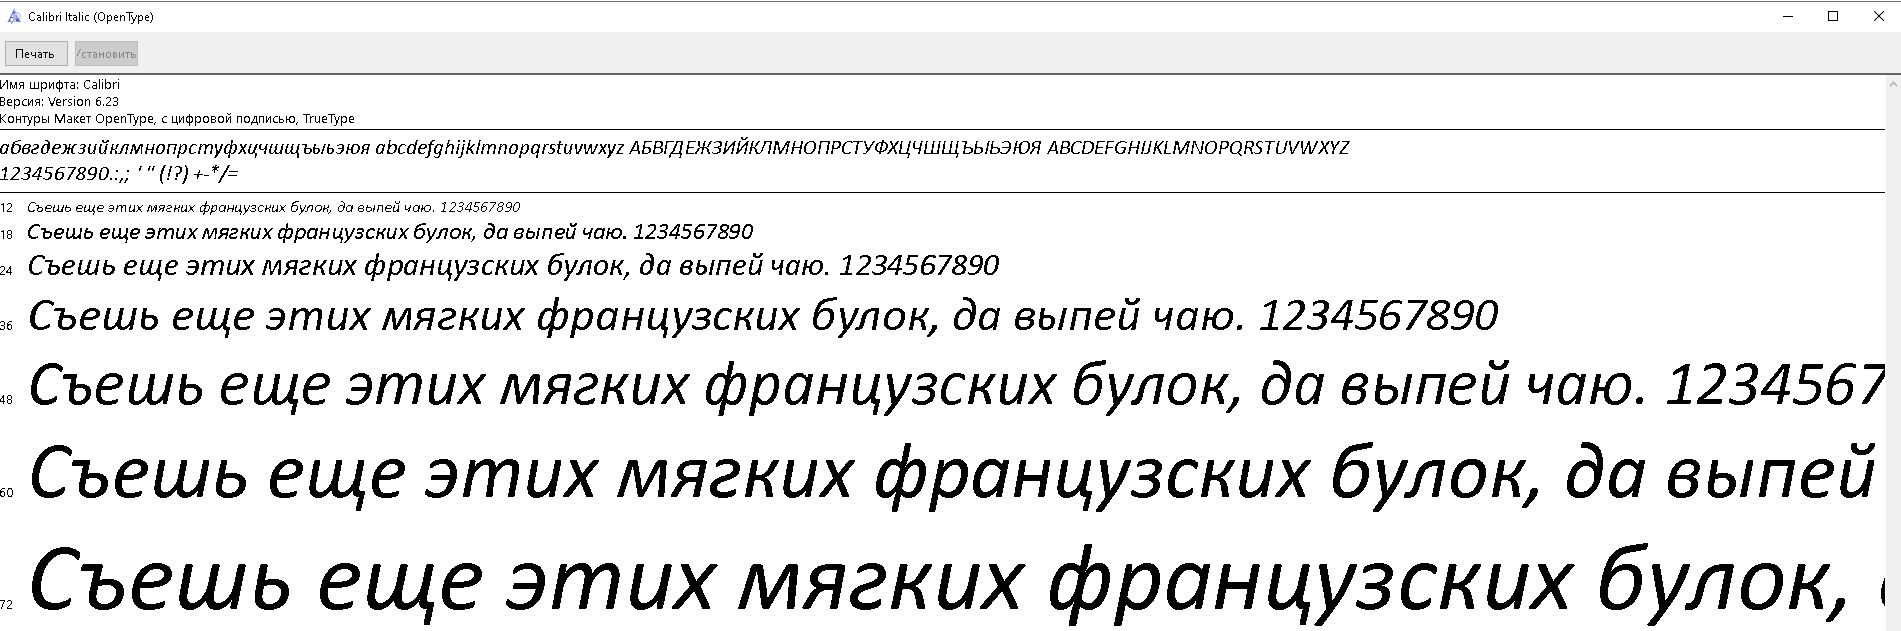 Calibri Italic (OpenType)
Печать Установить
Имя шрифта: Calibri
Версия: Version 6.23
Контуры Макет OpenType, с цифровой подписью, TrueType
абвгдежзийклмнопрстуфхцчшщъыьэюя abcdefghijklmnopqrstuvwxyz АБВГДЕЖЗИЙКЛМНОПРСТУФХЦЧШЩЪЫЬЭЮЯ ABCDEFGHIJKLMNOPQRSTUVWXYZ
1234567890.:,; ' " (!?) +-*/=
12 Съешь еще этих мягких французских булок, да выпей чаю. 1234567890
18 Съешь еще этих мягких французских булок, да выпей чаю. 1234567890
24 Съешь еще этих мягких французских булок, да выпей чаю. 1234567890
36 Съешь еще этих мягких французских булок, да выпей чаю. 1234567890
48 Съешь еще этих мягких французских булок, да выпей чаю. 1234567
60 Съешь еще этих мягких французских булок, да выпей
72 Съешь еще этих мягких французских булок,